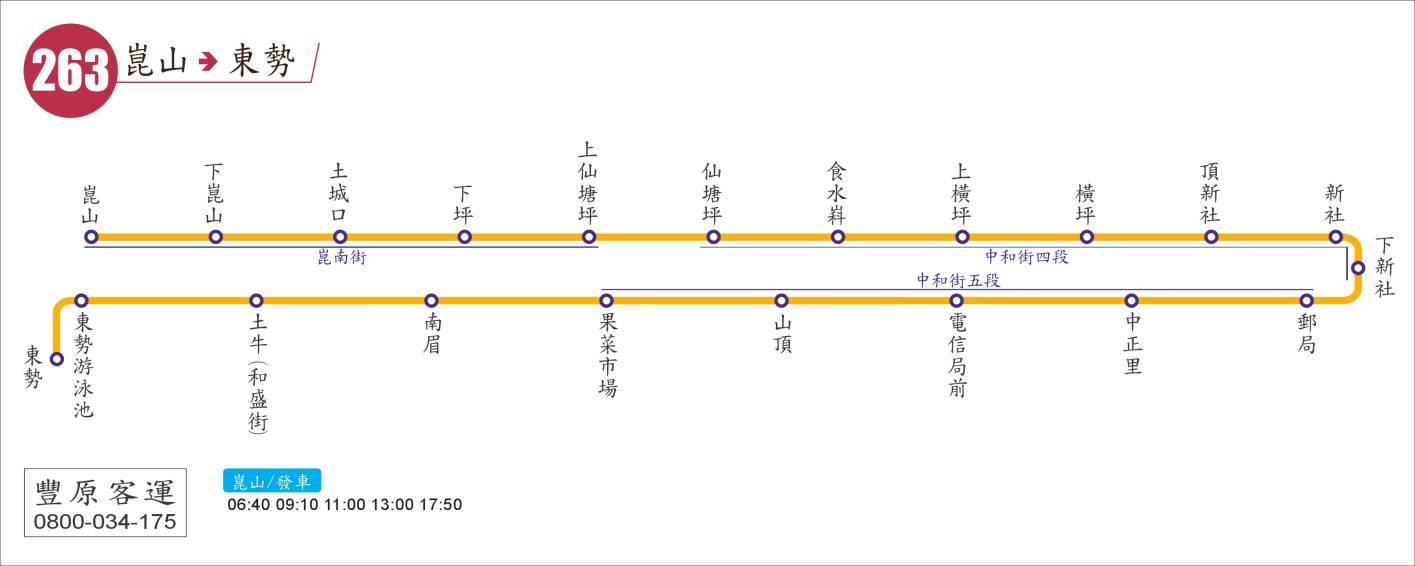 263 崑山 → 東勢
崑山
下崑山
土城口
下坪
上仙塘坪
仙塘坪
食水嵙
上橫坪
橫坪
頂新社
新社
下新社
崑南街
中和街四段
中和街五段
郵局
中正里
電信局前
山頂
果菜市場
南眉
土牛(和盛街)
東勢游泳池
東勢
豐原客運
0800-034-175
崑山/發車
06:40 09:10 11:00 13:00 17:50